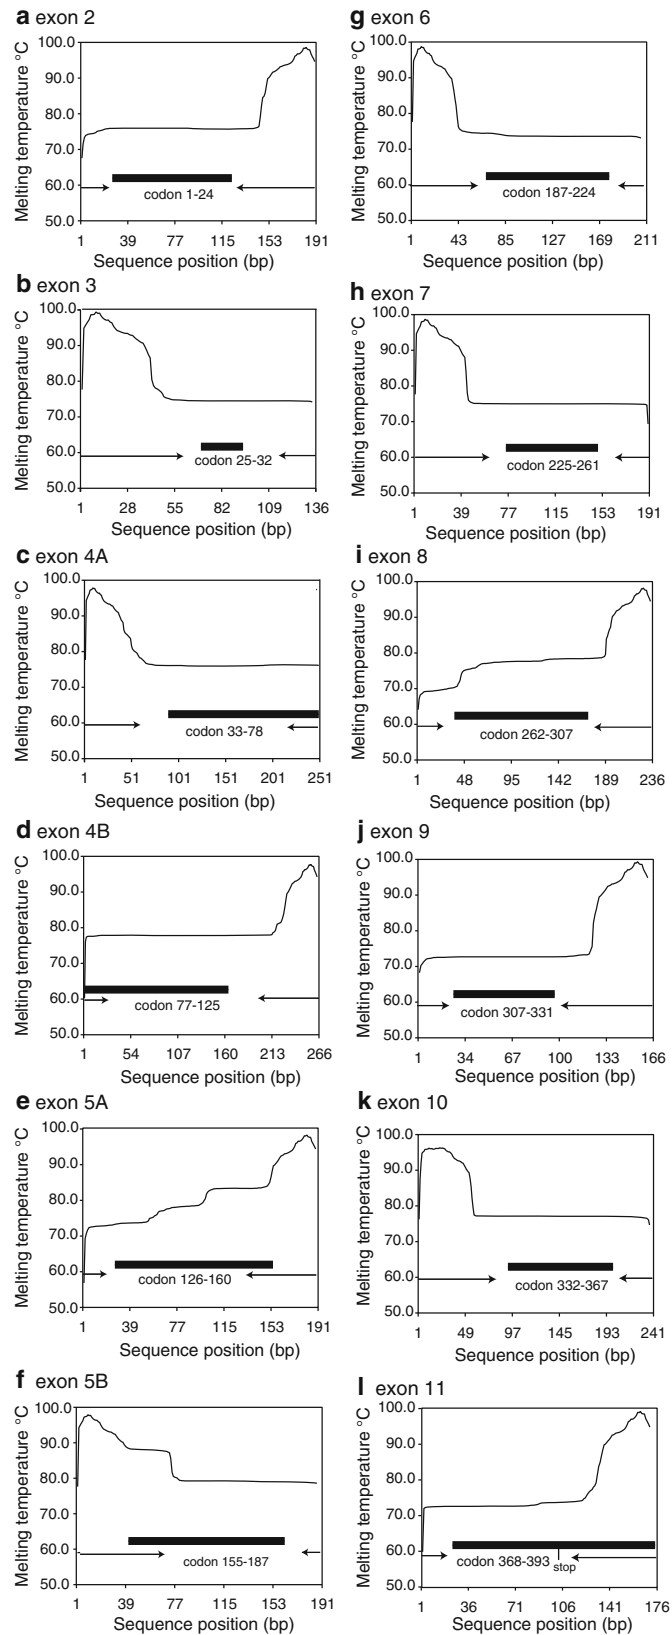 a exon 2
Melting temperature °C
100.0
90.0
80.0
70.0
60.0
50.0
codon 1-24
1 39 77 115 153 191
Sequence position (bp)
b exon 3
Melting temperature °C
100.0
90.0
80.0
70.0
60.0
50.0
codon 25-32
1 28 55 82 109 136
Sequence position (bp)
c exon 4A
Melting temperature °C
100.0
90.0
80.0
70.0
60.0
50.0
codon 33-78
1 51 101 151 201 251
Sequence position (bp)
d exon 4B
Melting temperature °C
100.0
90.0
80.0
70.0
60.0
50.0
codon 77-125
1 54 107 160 213 266
Sequence position (bp)
e exon 5A
Melting temperature °C
100.0
90.0
80.0
70.0
60.0
50.0
codon 126-160
1 39 77 115 153 191
Sequence position (bp)
f exon 5B
Melting temperature °C
100.0
90.0
80.0
70.0
60.0
50.0
codon 155-187
1 39 77 115 153 191
Sequence position (bp)
g exon 6
Melting temperature °C
100.0
90.0
80.0
70.0
60.0
50.0
codon 187-224
1 43 85 127 169 211
Sequence position (bp)
h exon 7
Melting temperature °C
100.0
90.0
80.0
70.0
60.0
50.0
codon 225-261
1 39 77 115 153 191
Sequence position (bp)
i exon 8
Melting temperature °C
100.0
90.0
80.0
70.0
60.0
50.0
codon 262-307
1 48 95 142 189 236
Sequence position (bp)
j exon 9
Melting temperature °C
100.0
90.0
80.0
70.0
60.0
50.0
codon 307-331
1 34 67 100 133 166
Sequence position (bp)
k exon 10
Melting temperature °C
100.0
90.0
80.0
70.0
60.0
50.0
codon 332-367
1 49 97 145 193 241
Sequence position (bp)
l exon 11
Melting temperature °C
100.0
90.0
80.0
70.0
60.0
50.0
codon 368-393 stop
1 36 71 106 141 176
Sequence position (bp)